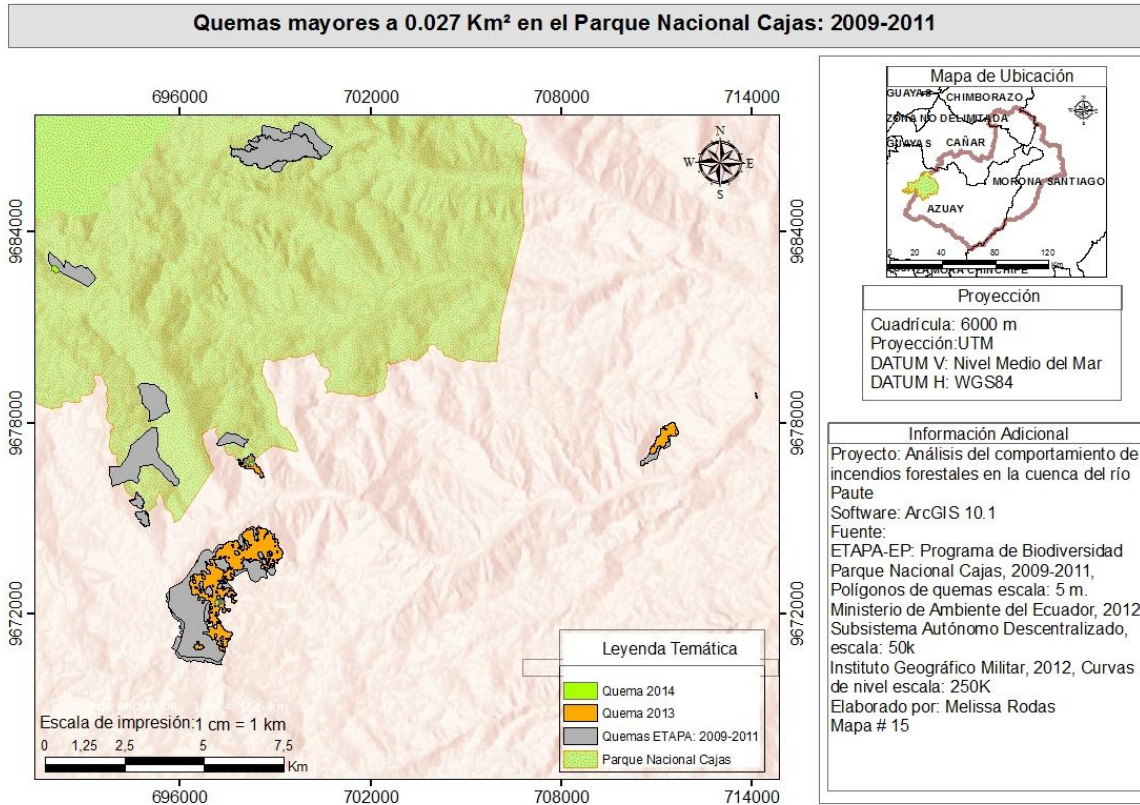 Quemas mayores a 0.027 Km² en el Parque Nacional Cajas: 2009-2011
696000 702000 708000 714000
9684000
9678000
9672000
N
W E
S
9684000
9678000
9672000
Leyenda Temática
Quema 2014
Quema 2013
Quemas ETAPA: 2009-2011
Parque Nacional Cajas
Escala de impresión: 1 cm = 1 km
0 1,25 2,5 5 7,5
Km
696000 702000 708000 714000
Mapa de Ubicación
GUAYAS CHIMBORAZO
ZONA NO DELIMITADA
GUAYAS CAÑAR
MORONA SANTIAGO
AZUAY
0 20 40 80 120
ZAMORA CHINCHIPE
Proyección
Cuadrícula: 6000 m
Proyección:UTM
DATUM V: Nivel Medio del Mar
DATUM H: WGS84
Información Adicional
Proyecto: Análisis del comportamiento de
incendios forestales en la cuenca del río
Paute
Software: ArcGIS 10.1
Fuente:
ETAPA-EP: Programa de Biodiversidad
Parque Nacional Cajas, 2009-2011,
Polígonos de quemas escala: 5 m.
Ministerio de Ambiente del Ecuador, 2012
Subsistema Autónomo Descentralizado,
escala: 50k
Instituto Geográfico Militar, 2012, Curvas
de nivel escala: 250K
Elaborado por: Melissa Rodas
Mapa # 15